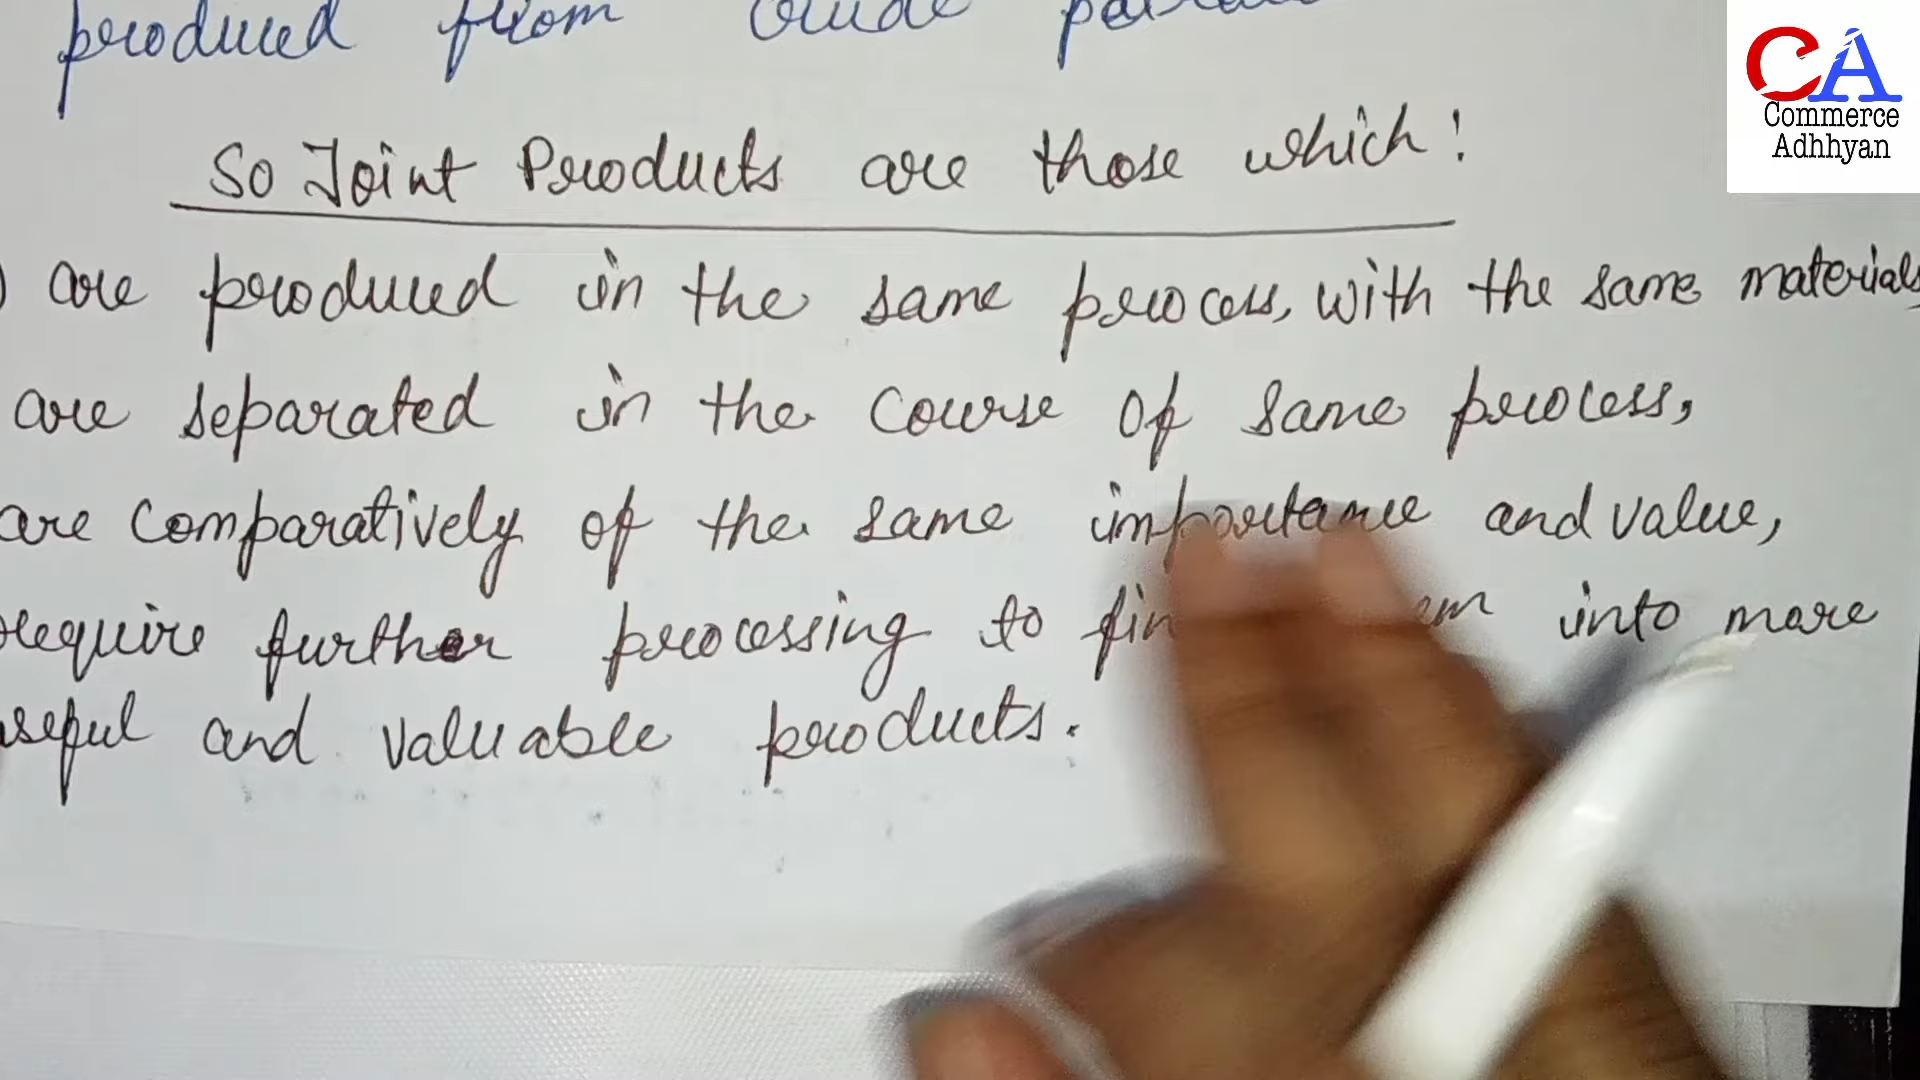 produced from crude
CA
Commerce
Adhhyan
So Joint Products are those which:
are produced in the same process, with the same materials
are separated in the course of same process,
are comparatively of the same importance and value,
require further processing to into more
useful and valuable products.